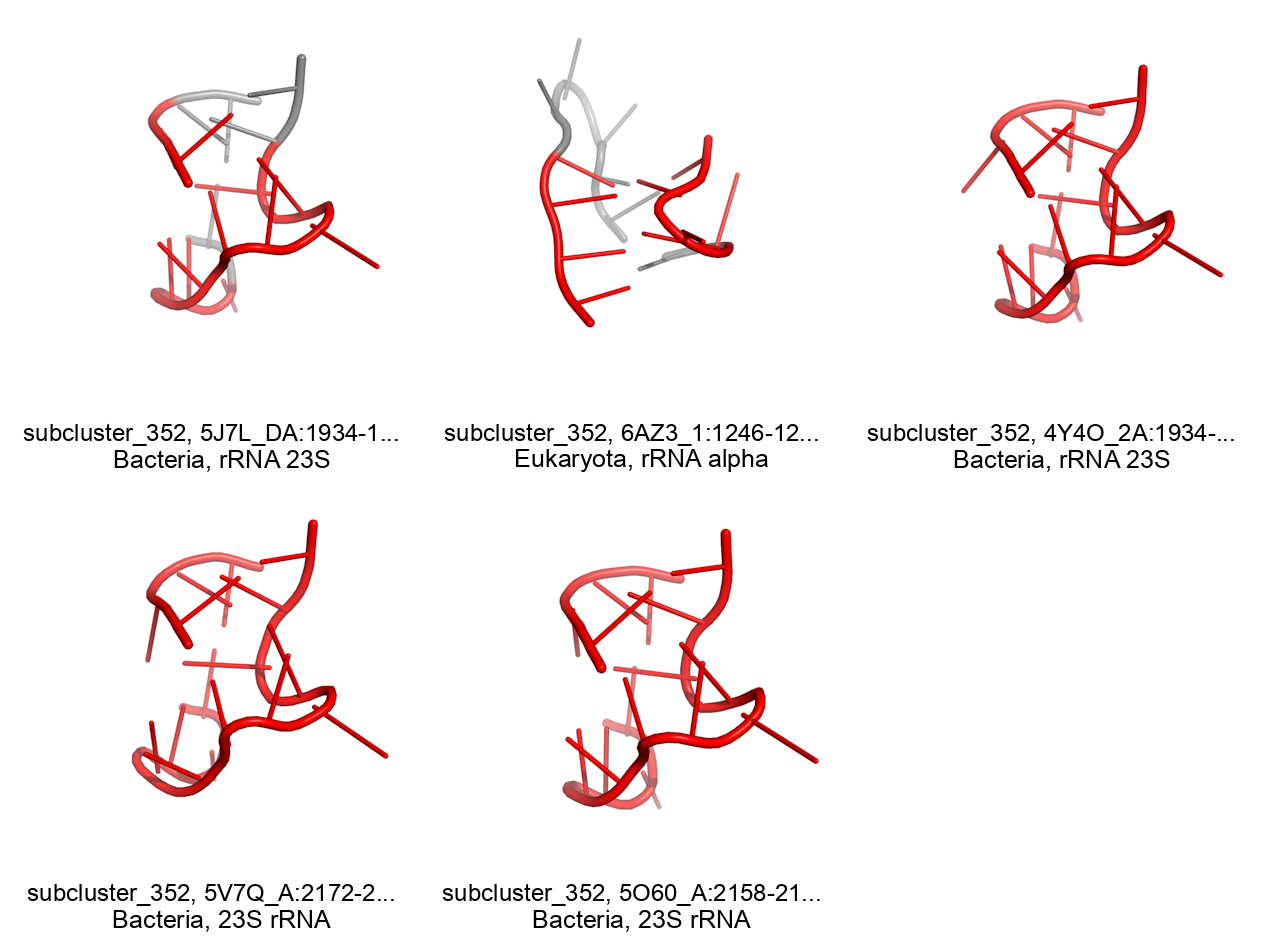 subcluster_352, 5J7L_DA:1934-1...
Bacteria, rRNA 23S
subcluster_352, 6AZ3_1:1246-12...
Eukaryota, rRNA alpha
subcluster_352, 4Y4O_2A:1934-...
Bacteria, rRNA 23S
subcluster_352, 5V7Q_A:2172-2...
Bacteria, 23S rRNA
subcluster_352, 5O60_A:2158-21...
Bacteria, 23S rRNA